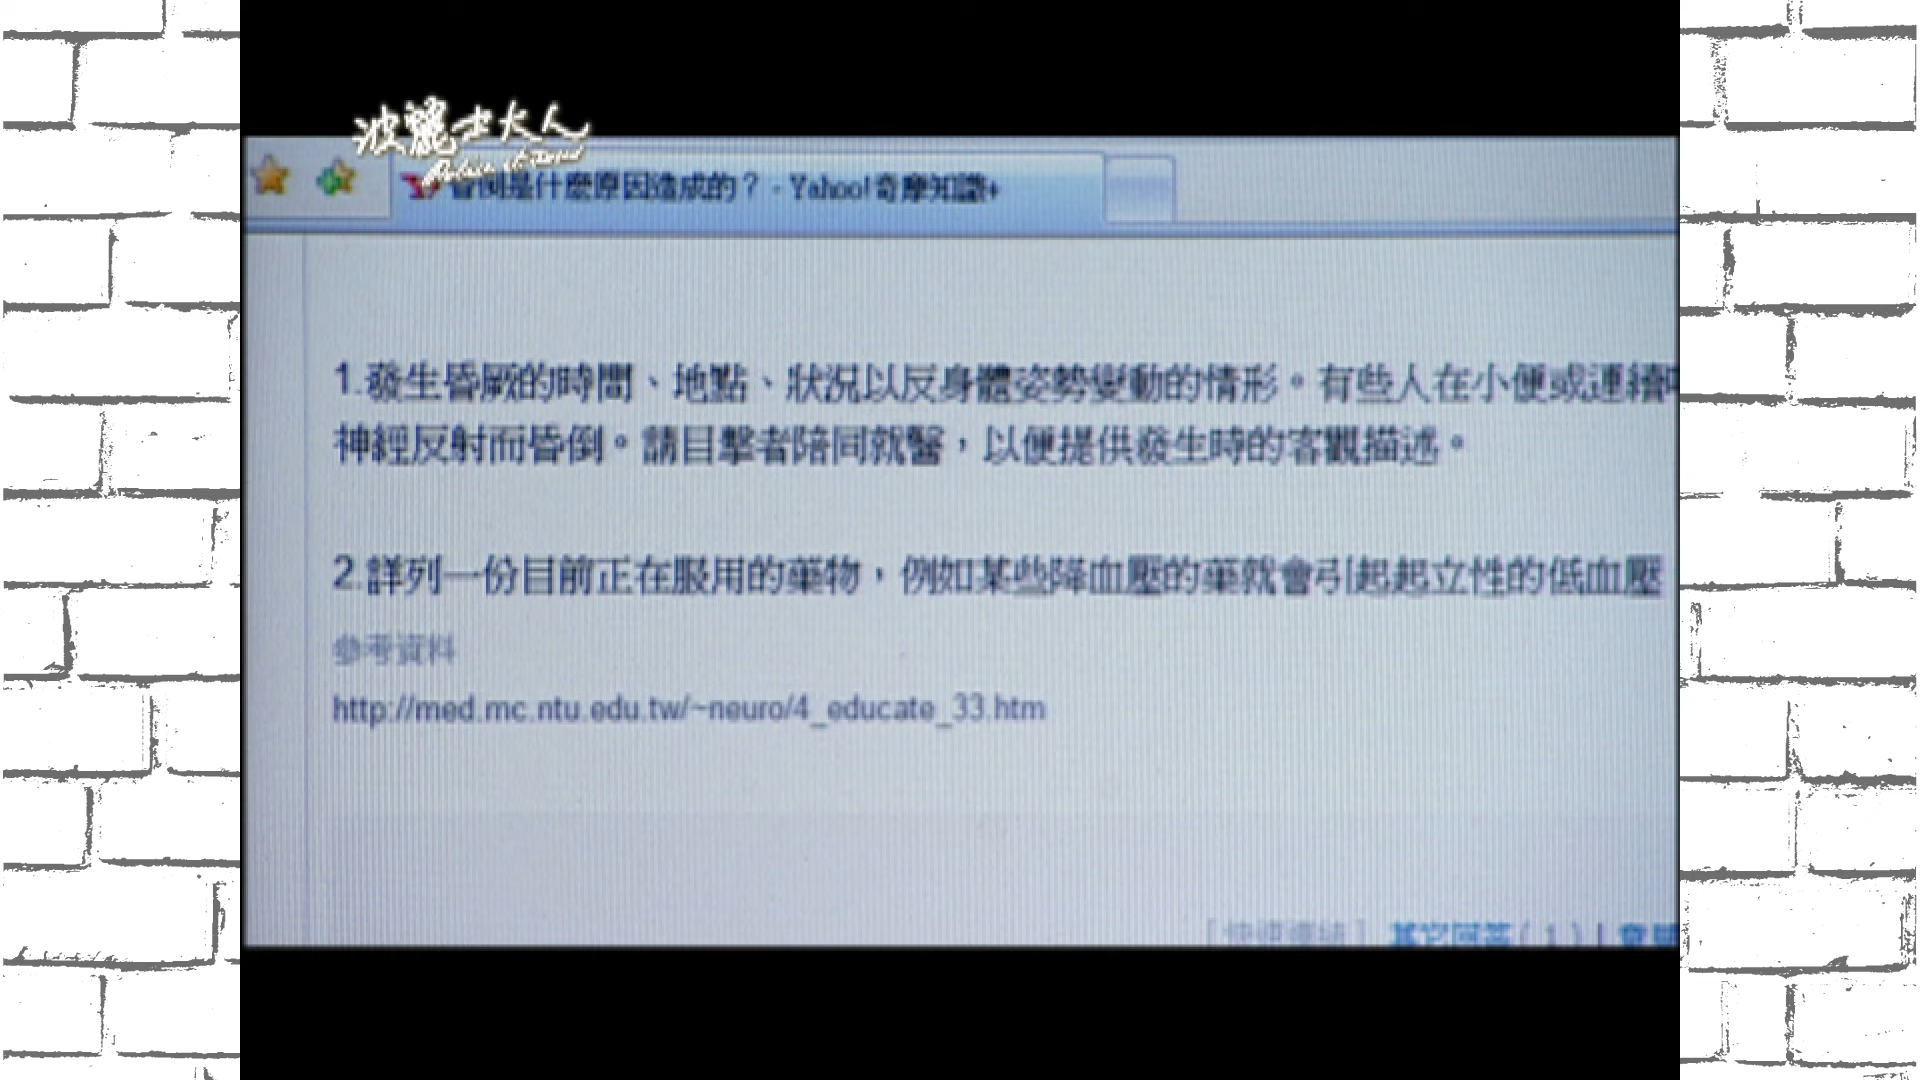 波麗士大人
昏倒是什麼原因造成的？ - Yahoo!奇摩知識+
1.發生昏厥的時間、地點、狀況以反身體姿勢變動的情形。有些人在小便或連續
神經反射而昏倒。請目擊者陪同就醫，以便提供發生時的客觀描述。
2.詳列一份目前正在服用的藥物，例如某些降血壓的藥就會引起起立性的低血壓
參考資料
http://med.mc.ntu.edu.tw/~neuro/4_educate_33.htm
[ 快速連結 ] 其它回答( 1 ) |